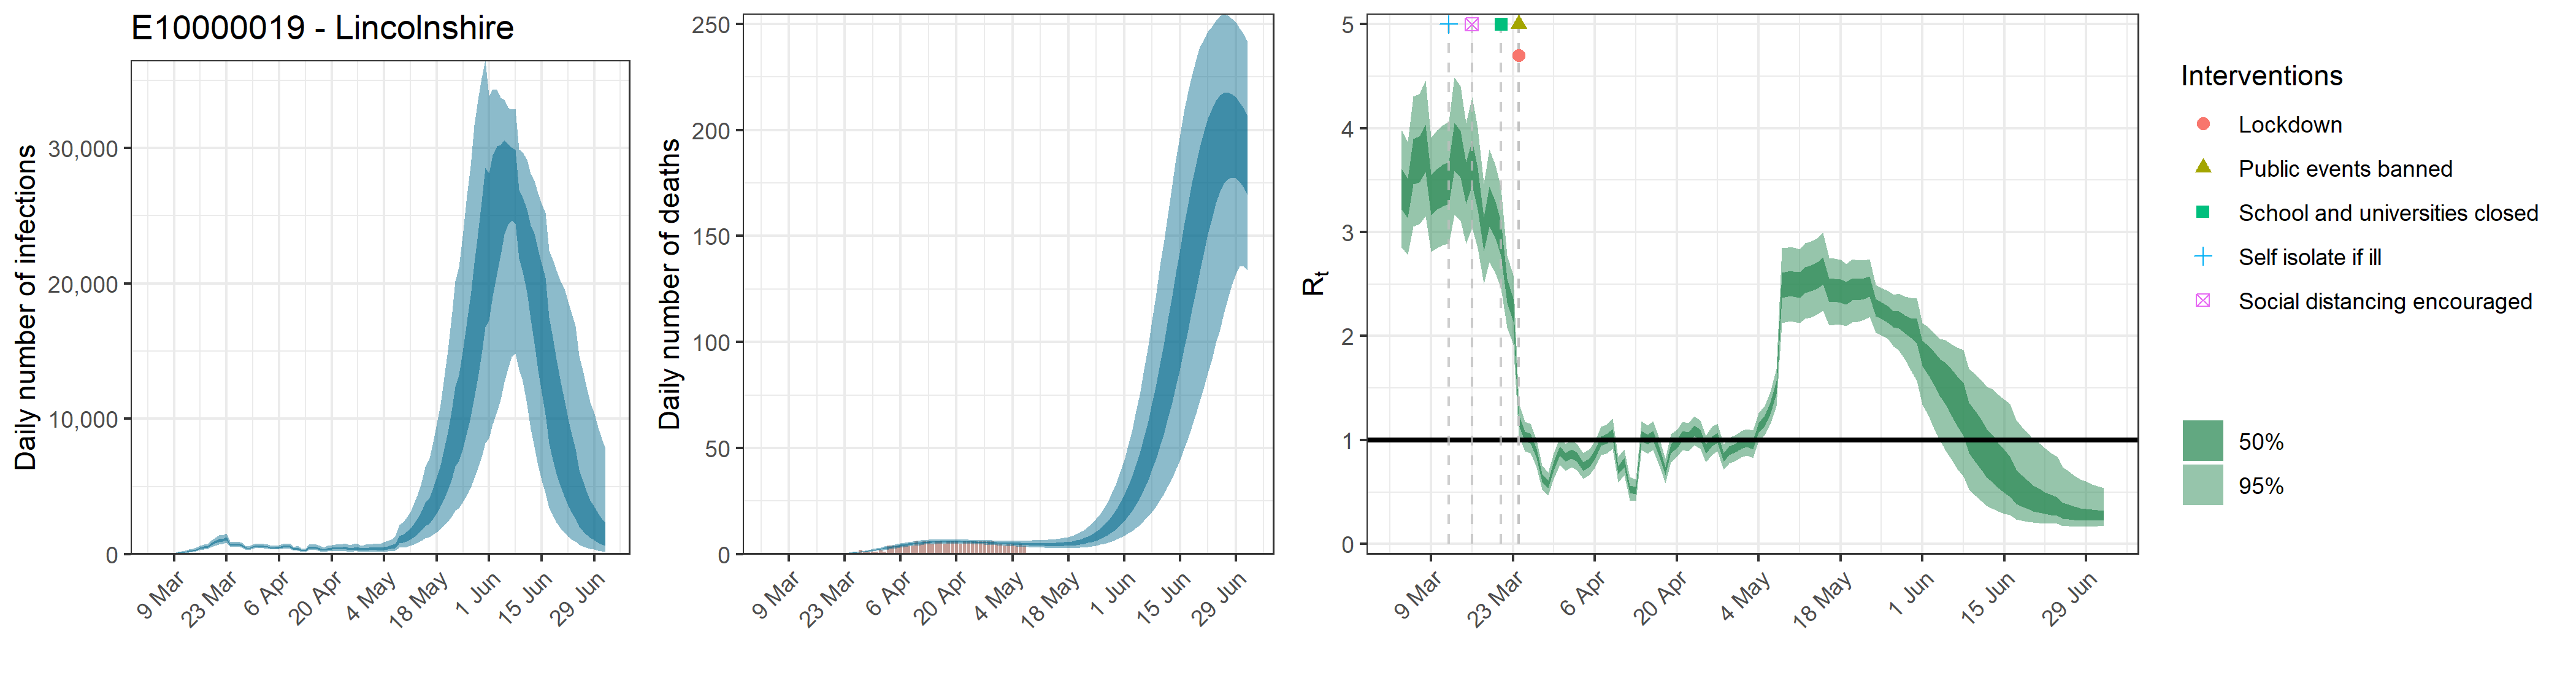 E10000019 - Lincolnshire
Daily number of infections
30,000
20,000
10,000
0
9 Mar
23 Mar
6 Apr
20 Apr
4 May
18 May
1 Jun
15 Jun
29 Jun
Daily number of deaths
250
200
150
100
50
0
9 Mar
23 Mar
6 Apr
20 Apr
4 May
18 May
1 Jun
15 Jun
29 Jun
Rt
5
4
3
2
1
0
9 Mar
23 Mar
6 Apr
20 Apr
4 May
18 May
1 Jun
15 Jun
29 Jun
Interventions
Lockdown
Public events banned
School and universities closed
Self isolate if ill
Social distancing encouraged
50%
95%